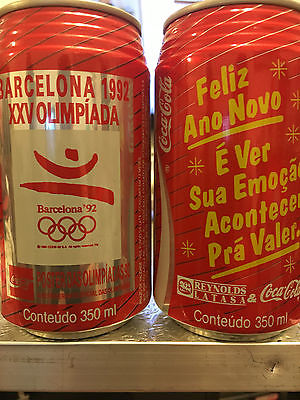 BARCELONA 1992
XXV OLIMPÍADA
Barcelona '92
Conteúdo 350 ml
Coca-Cola
Feliz
Ano Novo
É Ver
Sua Emoção
Acontecer
Prá Valer.
REYNOLDS
LATASA & Coca-Cola
Conteúdo 350 ml